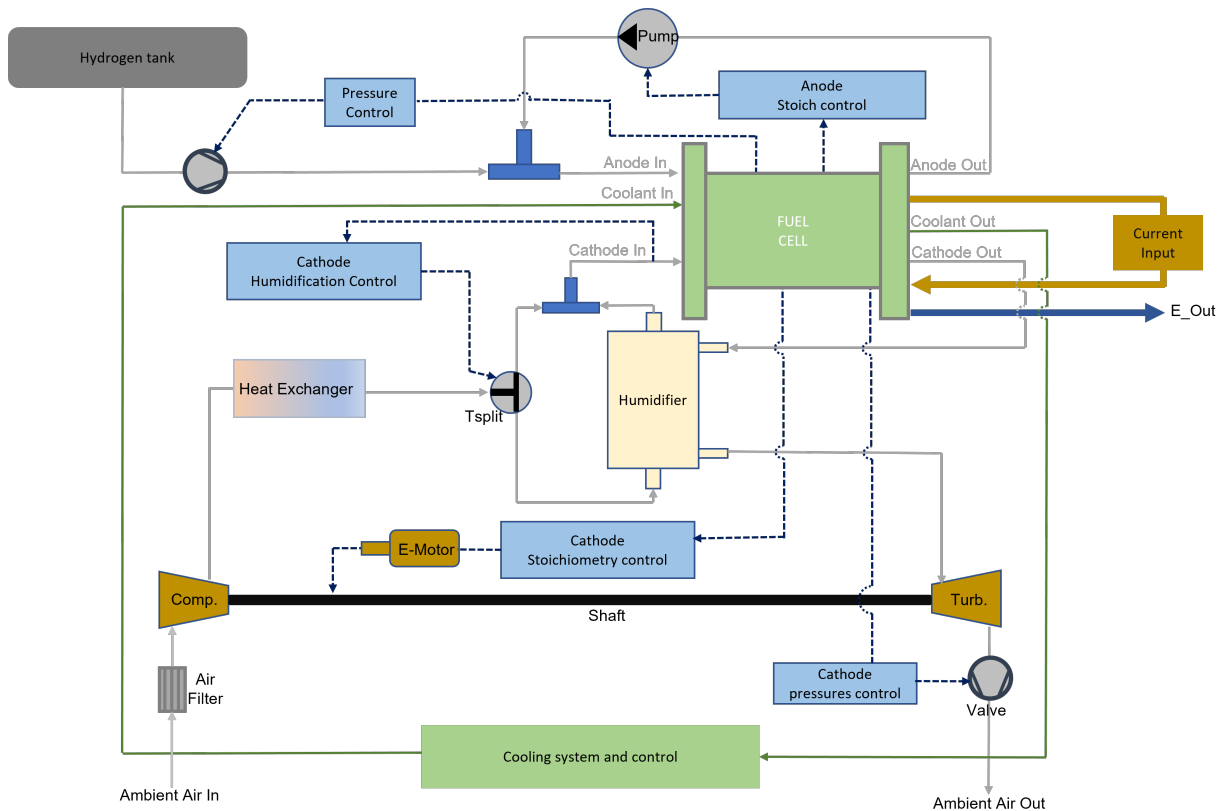 Pump
Hydrogen tank
Pressure
Control
Anode
Stoich control
Anode In
Anode Out
Coolant In
FUEL
CELL
Coolant Out
Current
Input
Cathode In
Cathode Out
Cathode
Humidification Control
E_Out
Heat Exchanger
Tsplit
Humidifier
E-Motor
Cathode
Stoichiometry control
Comp.
Shaft
Turb.
Air
Filter
Cathode
pressures control
Valve
Cooling system and control
Ambient Air In
Ambient Air Out